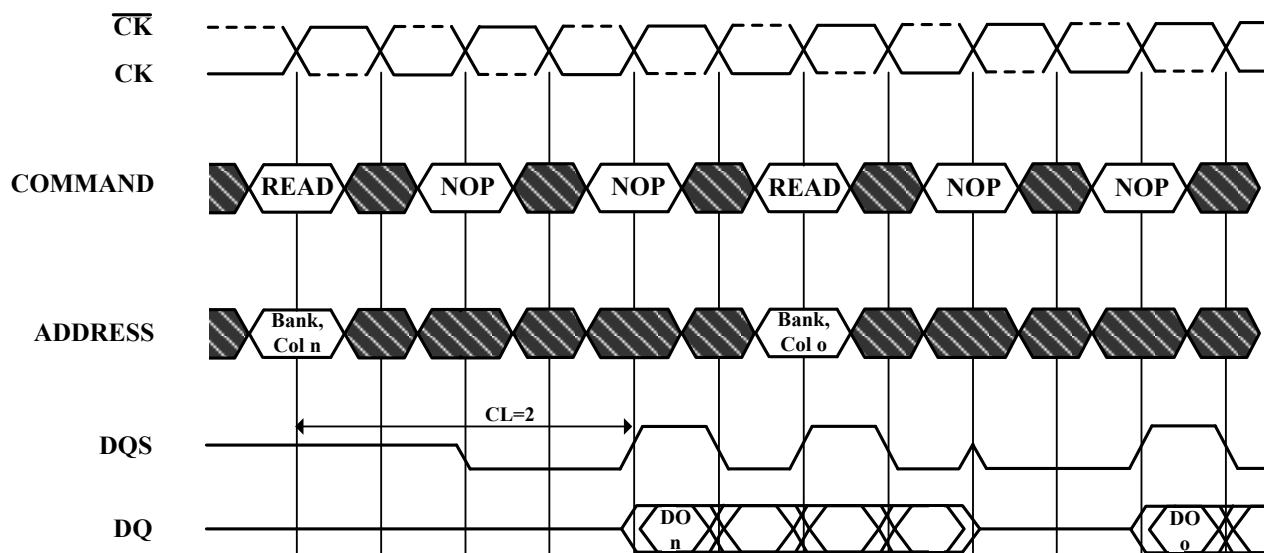 C̅K̅
CK
COMMAND
READ
NOP
NOP
READ
NOP
NOP
ADDRESS
Bank,
Col n
Bank,
Col o
CL=2
DQS
DQ
DO
n
DO
o